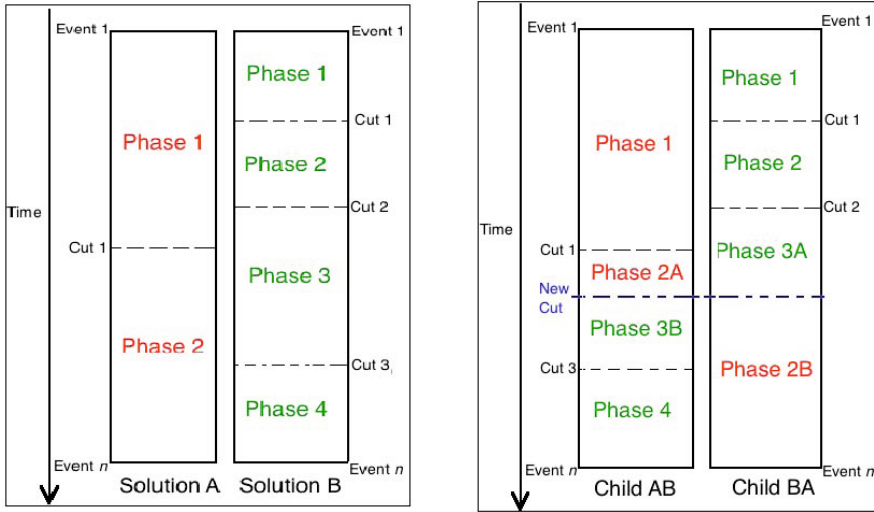 Event 1
Event 1
Phase 1
Cut 1
Phase 1
Phase 2
Time
Cut 2
Cut 1
Phase 3
Phase 2
Cut 3
Phase 4
Event n
Event n
Solution A
Solution B
Event 1
Event 1
Phase 1
Cut 1
Phase 1
Phase 2
Cut 2
Time
Cut 1
Phase 3A
Phase 2A
New
Cut
Phase 3B
Cut 3
Phase 2B
Phase 4
Event n
Event n
Child AB
Child BA